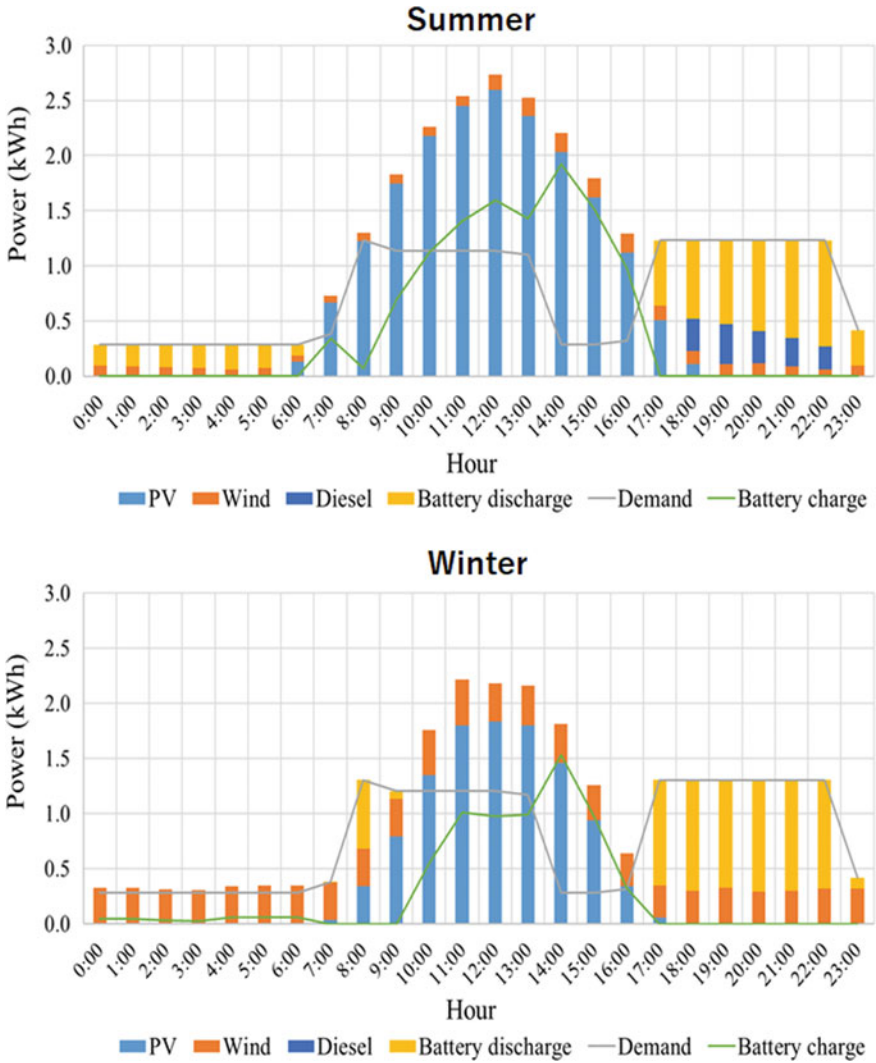 Summer
3.0
2.5
2.0
1.5
1.0
0.5
0.0
Power (kWh)
0:00 1:00 2:00 3:00 4:00 5:00 6:00 7:00 8:00 9:00 10:00 11:00 12:00 13:00 14:00 15:00 16:00 17:00 18:00 19:00 20:00 21:00 22:00 23:00
Hour
PV Wind Diesel Battery discharge Demand Battery charge
Winter
3.0
2.5
2.0
1.5
1.0
0.5
0.0
Power (kWh)
0:00 1:00 2:00 3:00 4:00 5:00 6:00 7:00 8:00 9:00 10:00 11:00 12:00 13:00 14:00 15:00 16:00 17:00 18:00 19:00 20:00 21:00 22:00 23:00
Hour
PV Wind Diesel Battery discharge Demand Battery charge